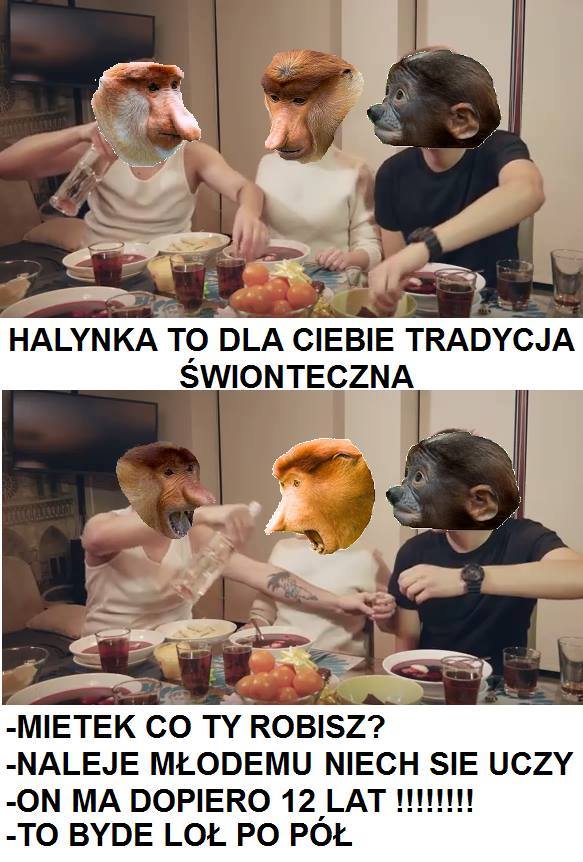 HALYNKA TO DLA CIEBIE TRADYCJA
ŚWIONTECZNA
-MIETEK CO TY ROBISZ?
-NALEJE MŁODEMU NIECH SIE UCZY
-ON MA DOPIERO 12 LAT !!!!!!!!
-TO BYDE LOŁ PO PÓŁ